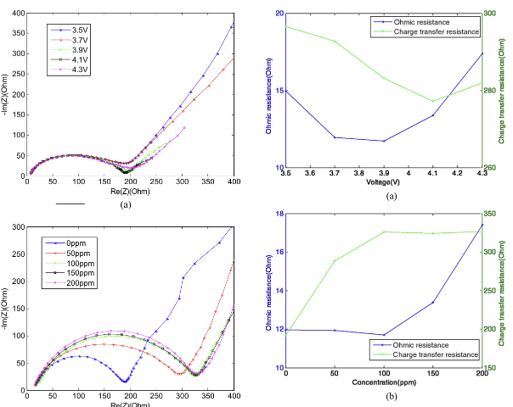 400
350
300
250
200
150
100
50
0
-Im(Z)(Ohm)
3.5V
3.7V
3.9V
4.1V
4.3V
0 50 100 150 200 250 300 350 400
Re(Z)(Ohm)
(a)
20
15
10
Ohmic resistance(Ohm)
Ohmic resistance
Charge transfer resistance
300
280
260
Charge transfer resistance(Ohm)
3.5 3.6 3.7 3.8 3.9 4 4.1 4.2 4.3
Voltage(V)
(a)
300
250
200
150
100
50
0
-Im(Z)(Ohm)
0ppm
50ppm
100ppm
150ppm
200ppm
0 50 100 150 200 250 300 350 400
Re(Z)(Ohm)
18
16
14
12
10
Ohmic resistance(Ohm)
350
300
250
200
150
Charge transfer resistance(Ohm)
Ohmic resistance
Charge transfer resistance
0 50 100 150 200
Concentration(ppm)
(b)